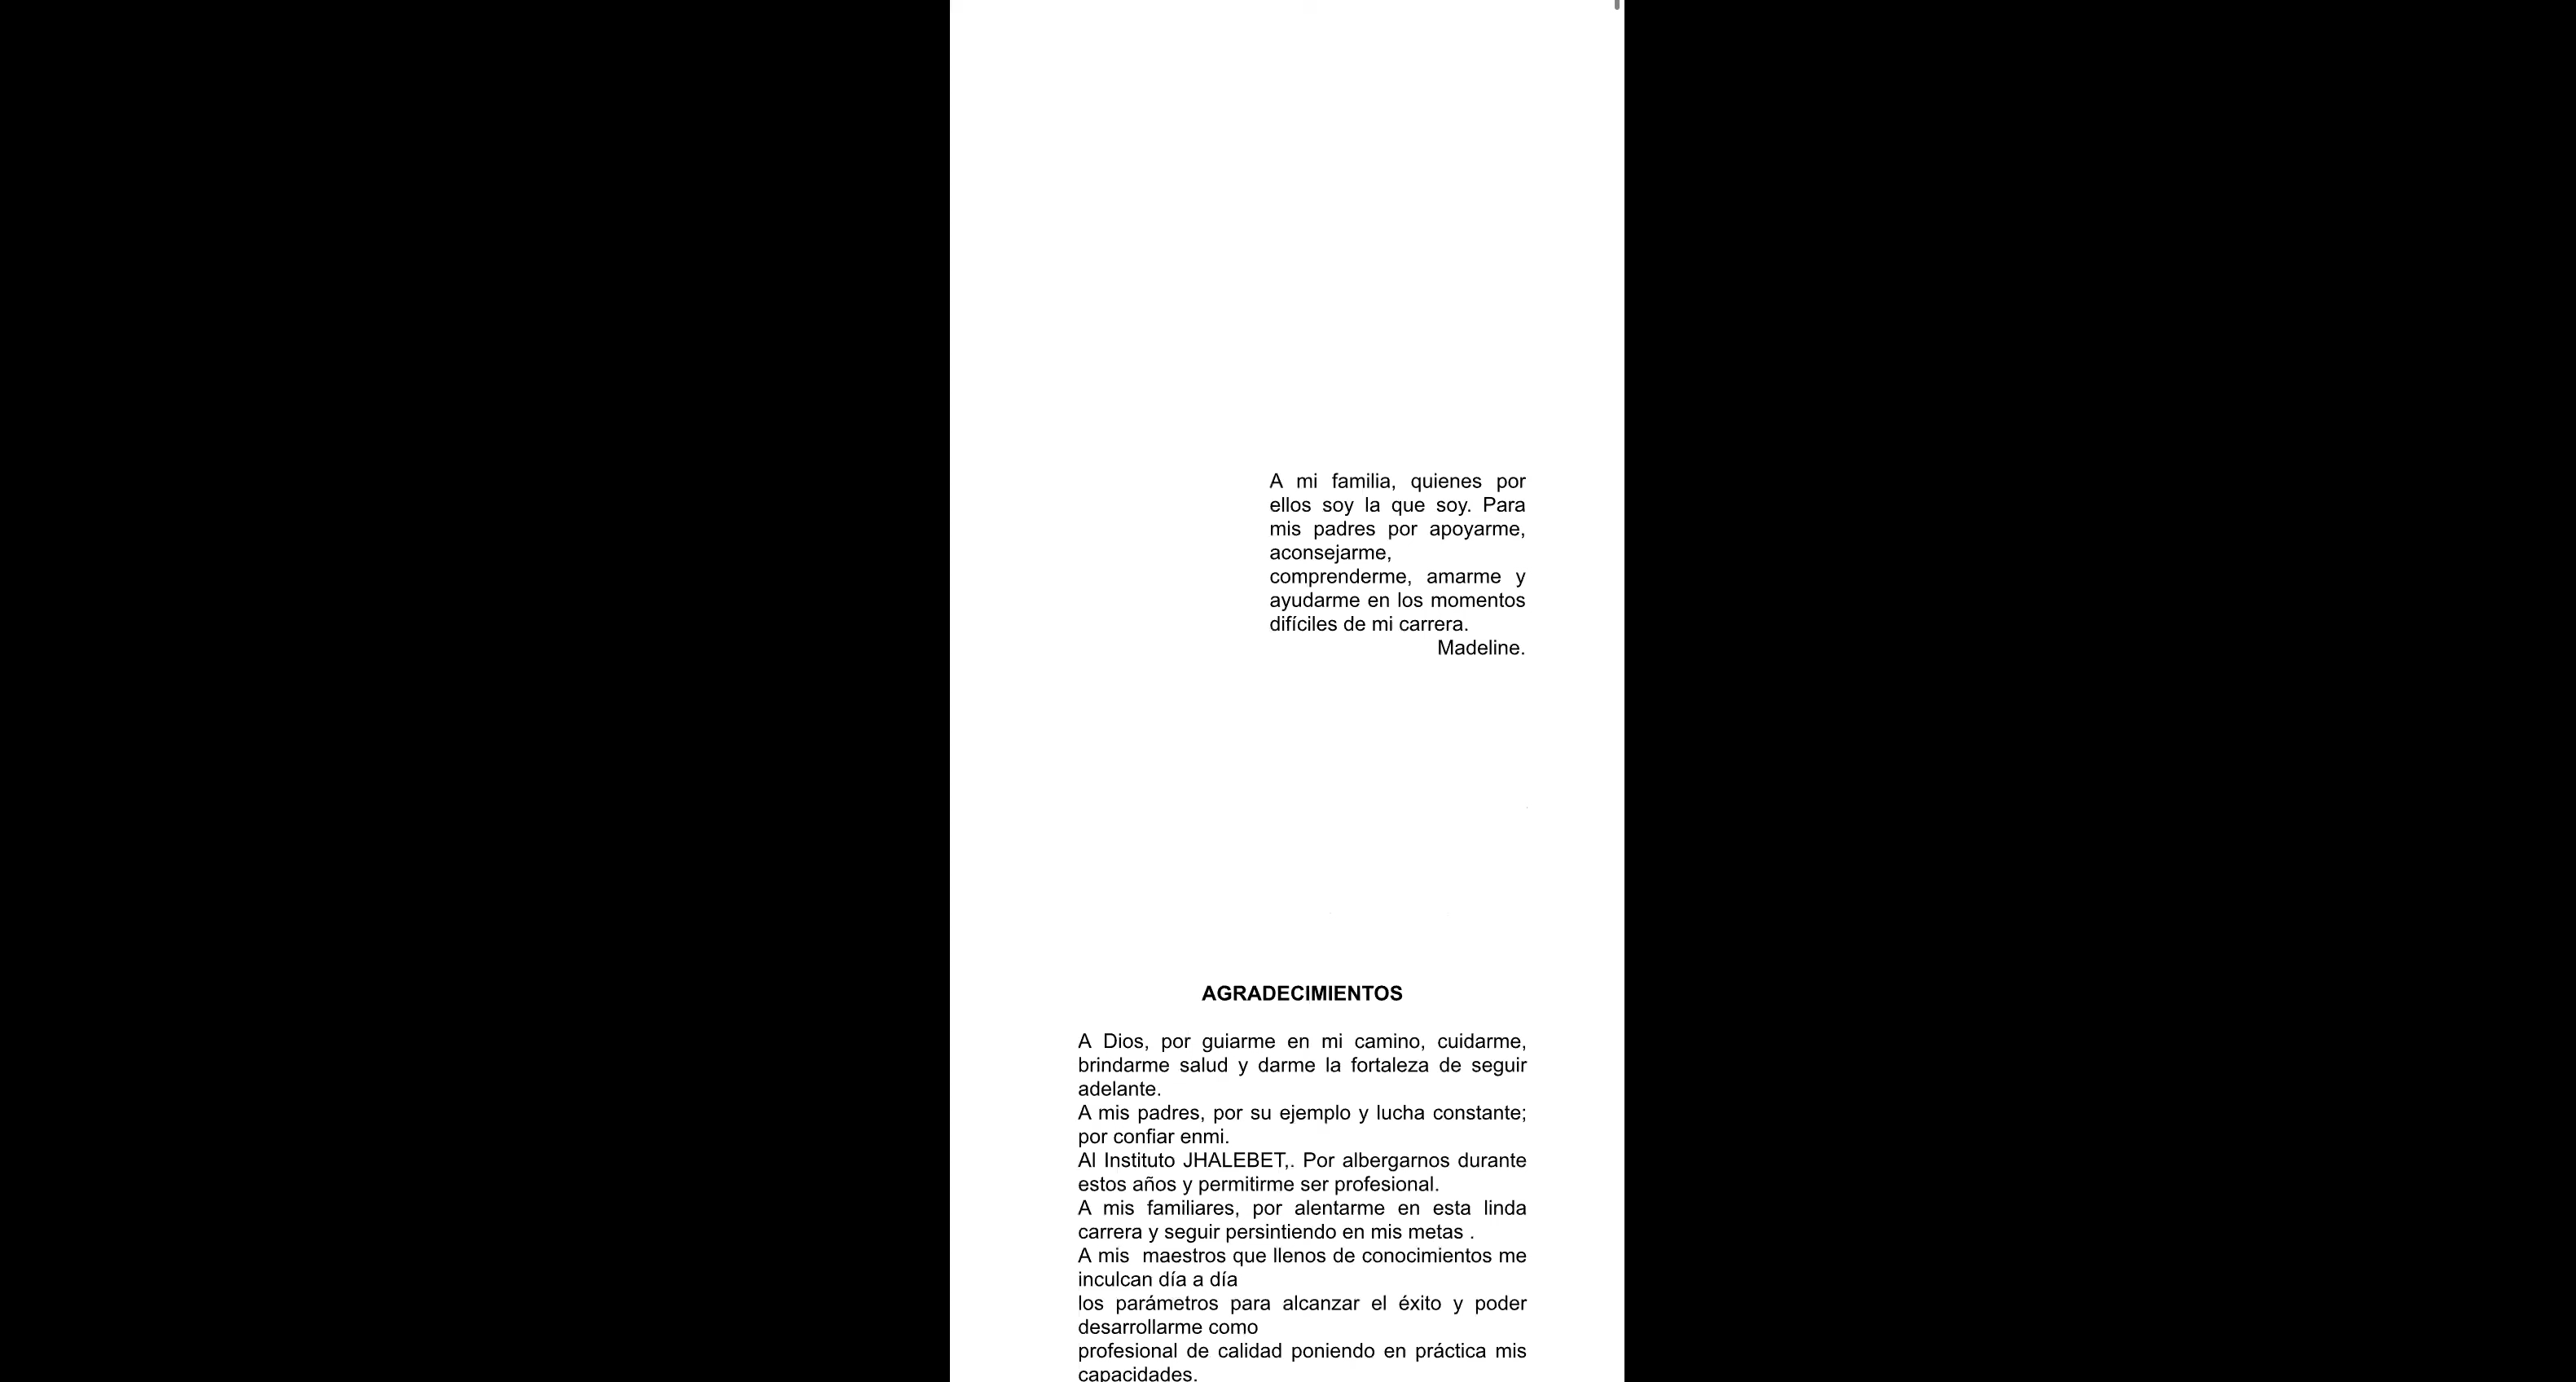 A mi familia, quienes por
ellos soy la que soy. Para
mis padres por apoyarme,
aconsejarme,
comprenderme, amarme y
ayudarme en los momentos
difíciles de mi carrera.
Madeline.
AGRADECIMIENTOS
A Dios, por guiarme en mi camino, cuidarme,
brindarme salud y darme la fortaleza de seguir
adelante.
A mis padres, por su ejemplo y lucha constante;
por confiar enmi.
Al Instituto JHALEBET,. Por albergarnos durante
estos años y permitirme ser profesional.
A mis familiares, por alentarme en esta linda
carrera y seguir persintiendo en mis metas .
A mis  maestros que llenos de conocimientos me
inculcan día a día
los parámetros para alcanzar el éxito y poder
desarrollarme como
profesional de calidad poniendo en práctica mis
capacidades.